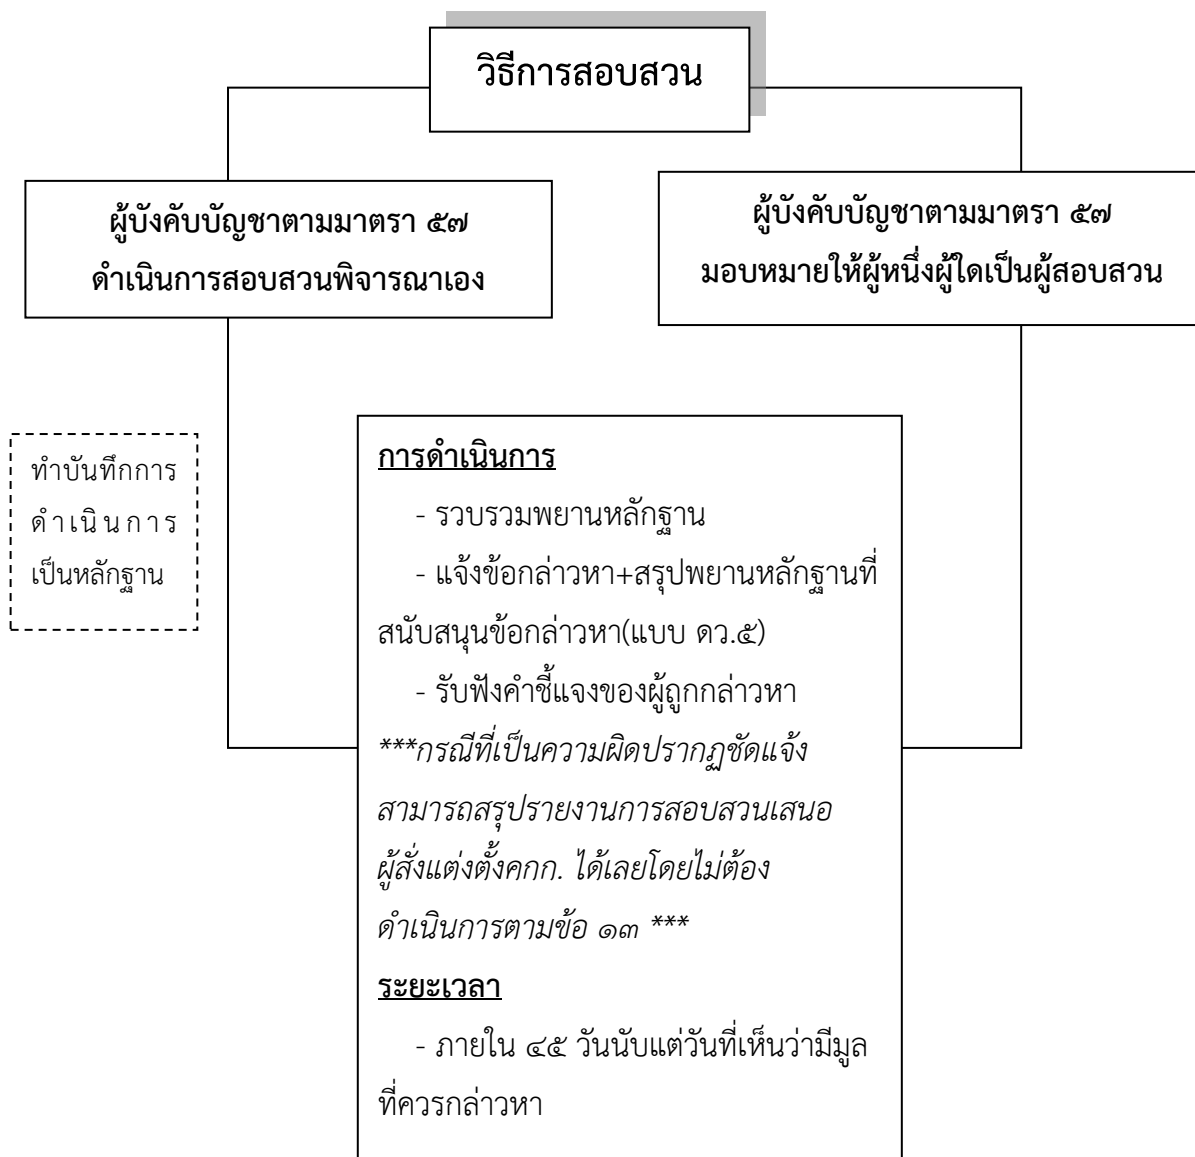 วิธีการสอบสวน
ผู้บังคับบัญชาตามมาตรา ๕๗
ดำเนินการสอบสวนพิจารณาเอง
ผู้บังคับบัญชาตามมาตรา ๕๗
มอบหมายให้ผู้หนึ่งผู้ใดเป็นผู้สอบสวน
ทำบันทึกการ
ดำเนินการ
เป็นหลักฐาน
การดำเนินการ
- รวบรวมพยานหลักฐาน
- แจ้งข้อกล่าวหา+สรุปพยานหลักฐานที่
สนับสนุนข้อกล่าวหา(แบบ ดว.๕)
- รับฟังคำชี้แจงของผู้ถูกกล่าวหา
***กรณีที่เป็นความผิดปรากฏชัดแจ้ง
สามารถสรุปรายงานการสอบสวนเสนอ
ผู้สั่งแต่งตั้งคกก. ได้เลยโดยไม่ต้อง
ดำเนินการตามข้อ ๑๓ ***
ระยะเวลา
- ภายใน ๔๕ วันนับแต่วันที่เห็นว่ามีมูล
ที่ควรกล่าวหา